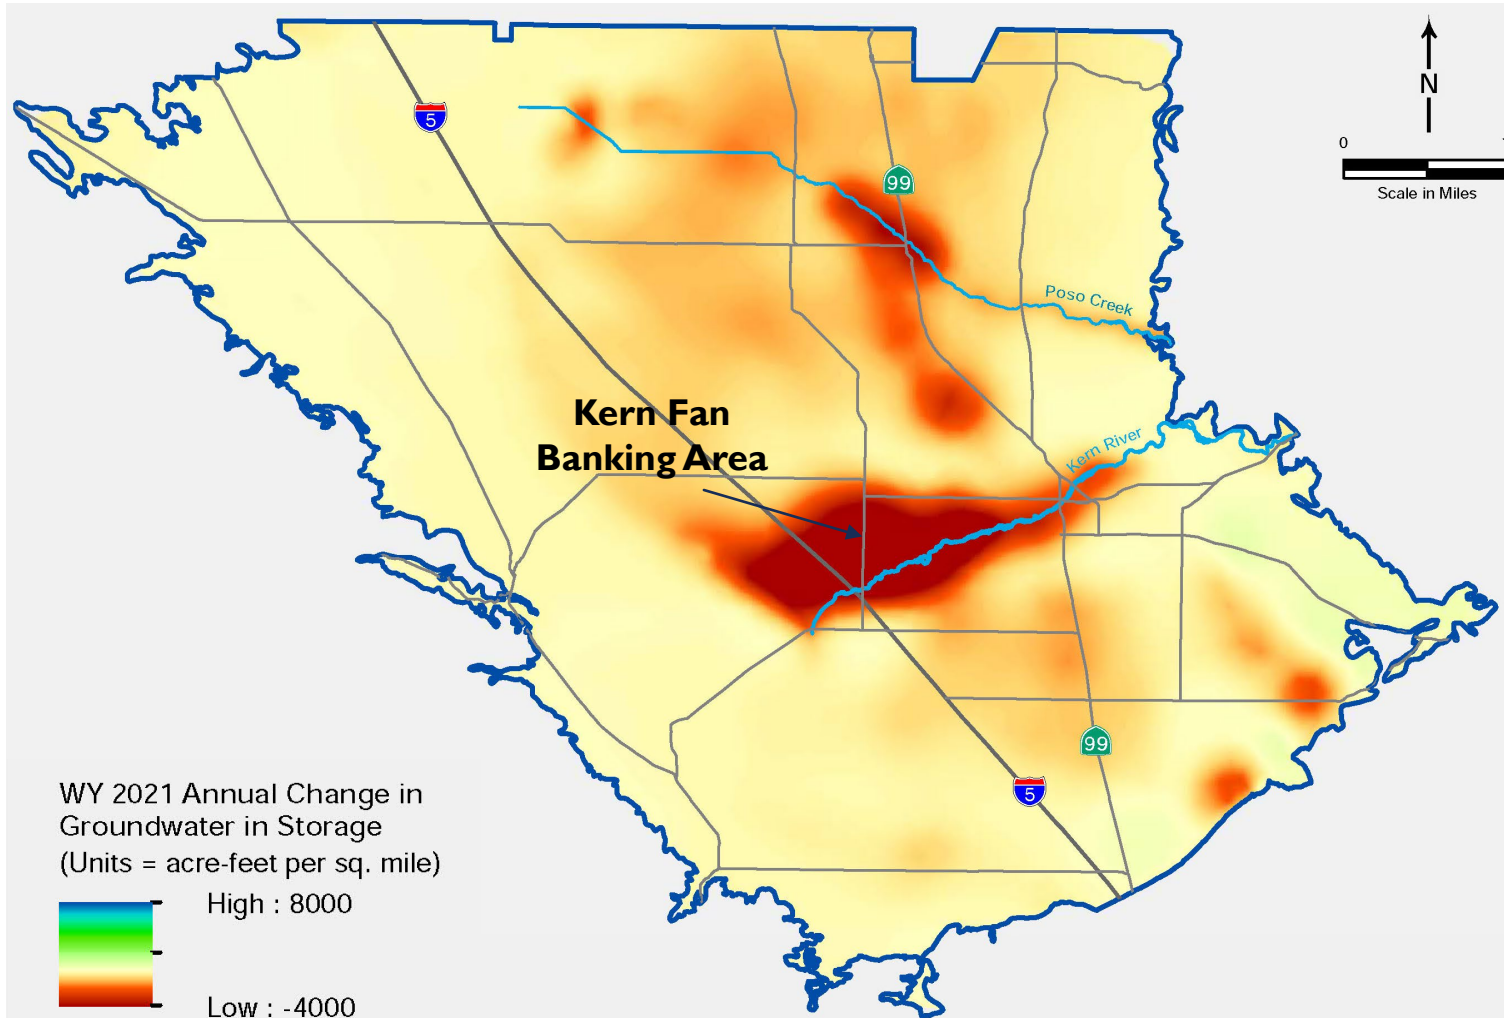 N
0
Scale in Miles
5
99
Poso Creek
Kern Fan
Banking Area
Kern River
99
5
WY 2021 Annual Change in
Groundwater in Storage
(Units = acre-feet per sq. mile)
High : 8000
Low : -4000